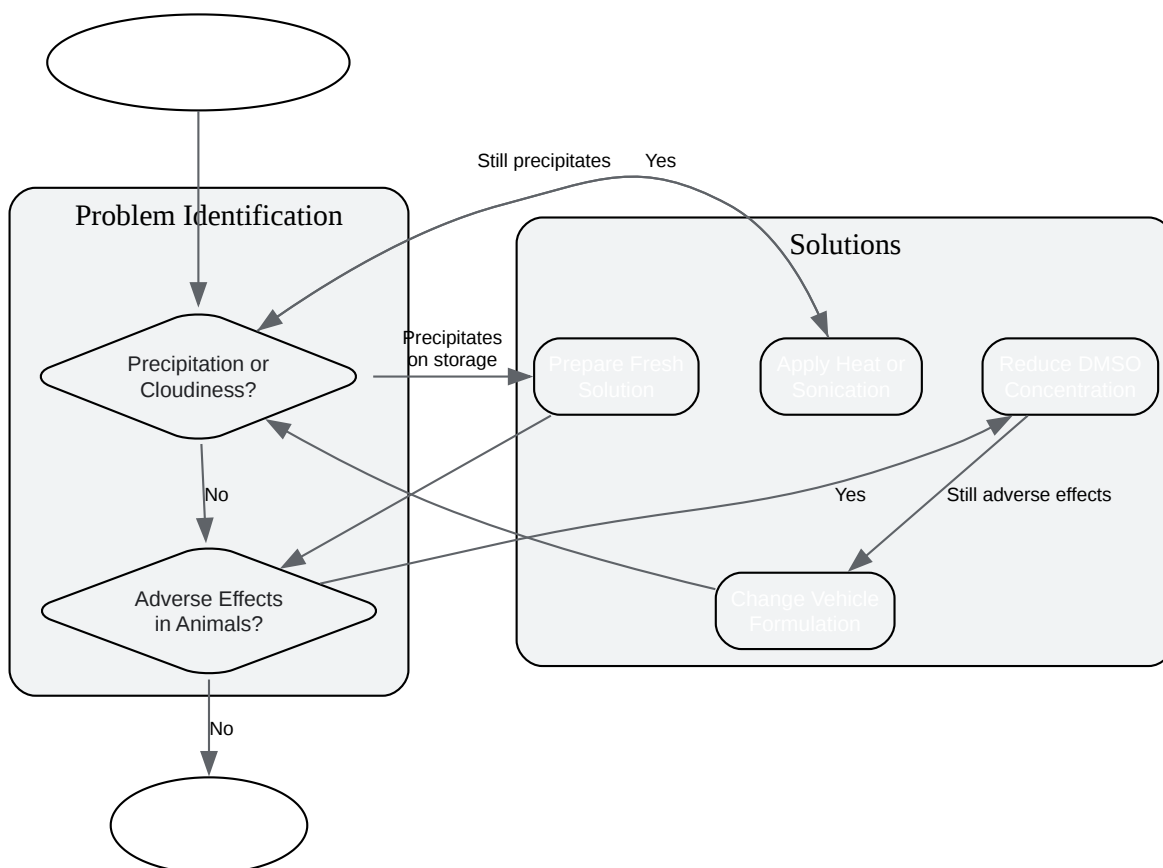 Still precipitates
Yes
Problem Identification
Solutions
Precipitates
on storage
Precipitation or
Cloudiness?
Prepare Fresh
Solution
Apply Heat or
Sonication
Reduce DMSO
Concentration
No
Yes
Still adverse effects
Adverse Effects
in Animals?
Change Vehicle
Formulation
No